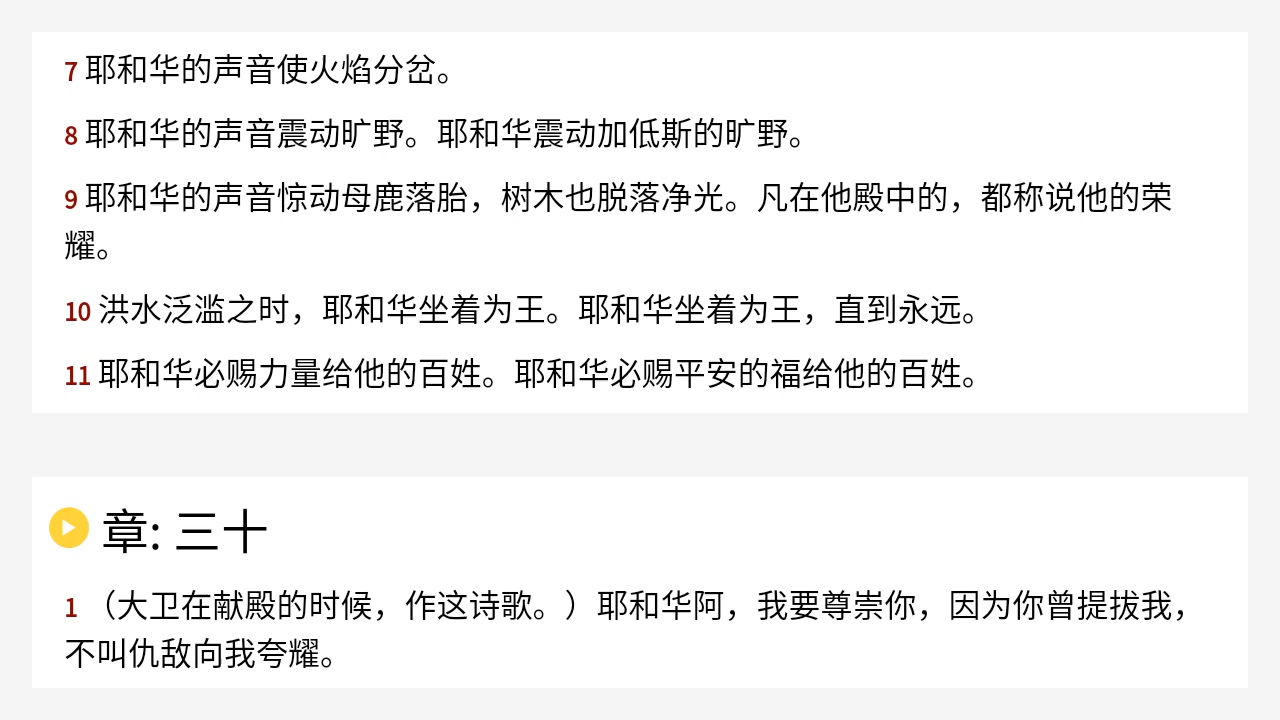 7 耶和华的声音使火焰分岔。
8 耶和华的声音震动旷野。耶和华震动加低斯的旷野。
9 耶和华的声音惊动母鹿落胎，树木也脱落净光。凡在他殿中的，都称说他的荣
耀。
10 洪水泛滥之时，耶和华坐着为王。耶和华坐着为王，直到永远。
11 耶和华必赐力量给他的百姓。耶和华必赐平安的福给他的百姓。
章: 三十
1 （大卫在献殿的时候，作这诗歌。）耶和华阿，我要尊崇你，因为你曾提拔我，
不叫仇敌向我夸耀。